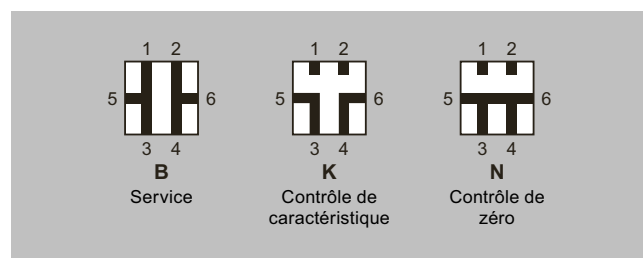 1 2
5 6
3 4
B
Service
1 2
5 6
3 4
K
Contrôle de
caractéristique
1 2
5 6
3 4
N
Contrôle de
zéro